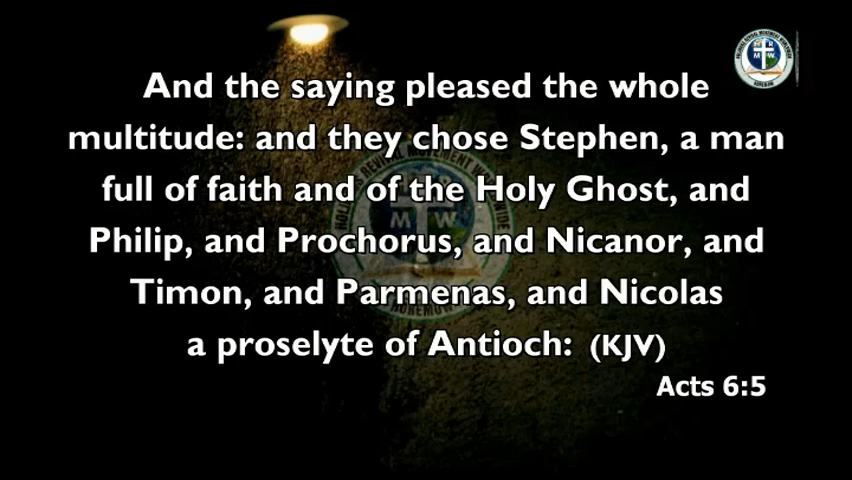 And the saying pleased the whole
multitude: and they chose Stephen, a man
full of faith and of the Holy Ghost, and
Philip, and Prochorus, and Nicanor, and
Timon, and Parmenas, and Nicolas
a proselyte of Antioch: (KJV)
Acts 6:5